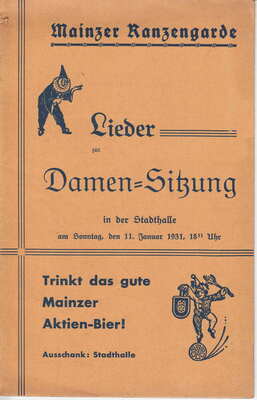 Mainzer Ranzengarde
Lieder
zur
Damen=Sitzung
in der Stadthalle
am Sonntag, den 11. Januar 1931, 18¹¹ Uhr
Trinkt das gute
Mainzer
Aktien-Bier!
Ausschank: Stadthalle